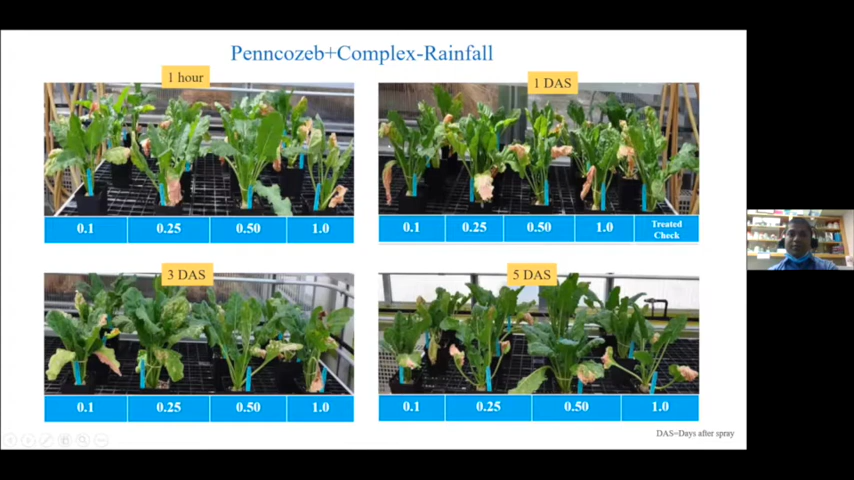 Penncozeb+Complex-Rainfall
1 hour
0.1 0.25 0.50 1.0
1 DAS
0.1 0.25 0.50 1.0 Treated
Check
3 DAS
0.1 0.25 0.50 1.0
5 DAS
0.1 0.25 0.50 1.0
DAS=Days after spray